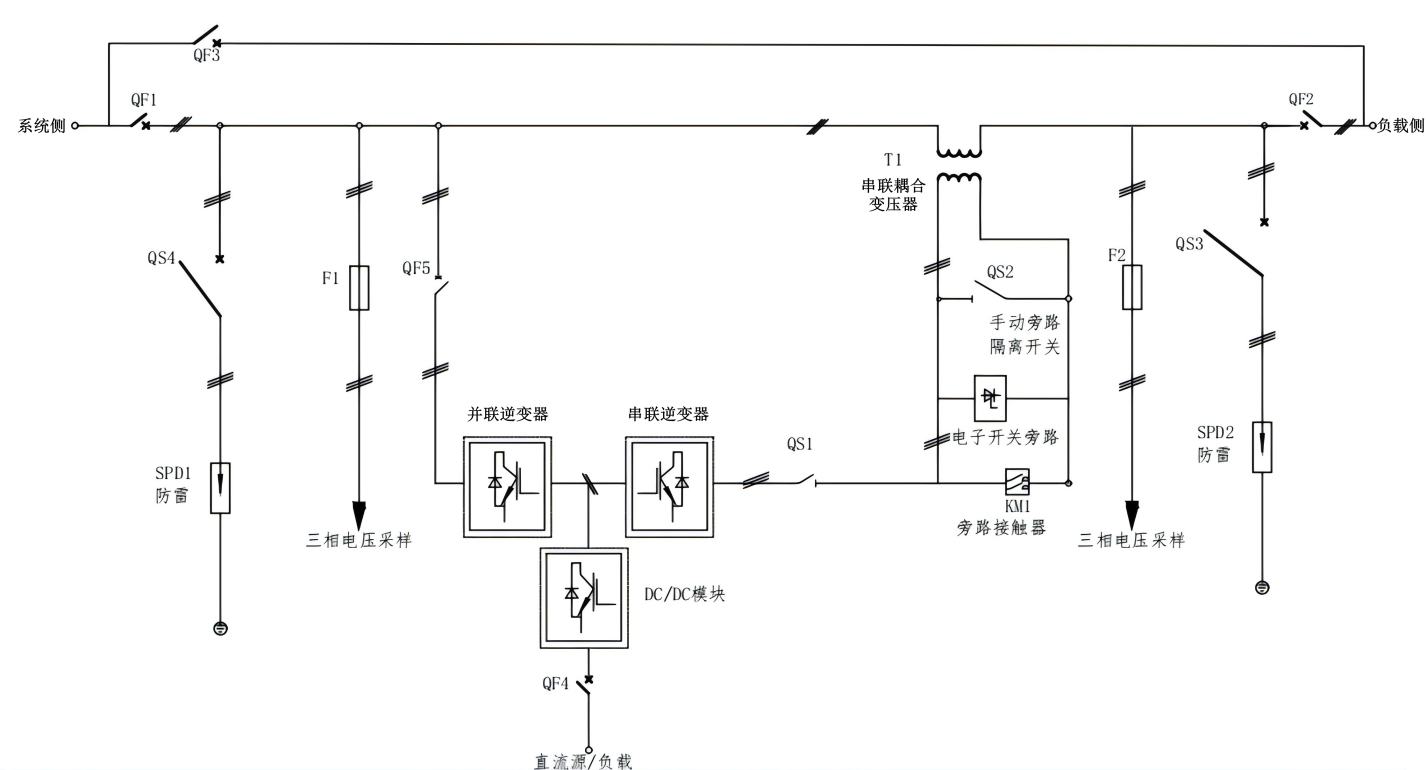 QF3
QF1
QF2
系统侧
负载侧
T1
串联耦合
变压器
QS4
F1
QF5
QS2
F2
QS3
手动旁路
隔离开关
并联逆变器
串联逆变器
QS1
电子开关旁路
SPD1
防雷
SPD2
防雷
KM1
旁路接触器
三相电压采样
三相电压采样
DC/DC模块
QF4
直流源/负载